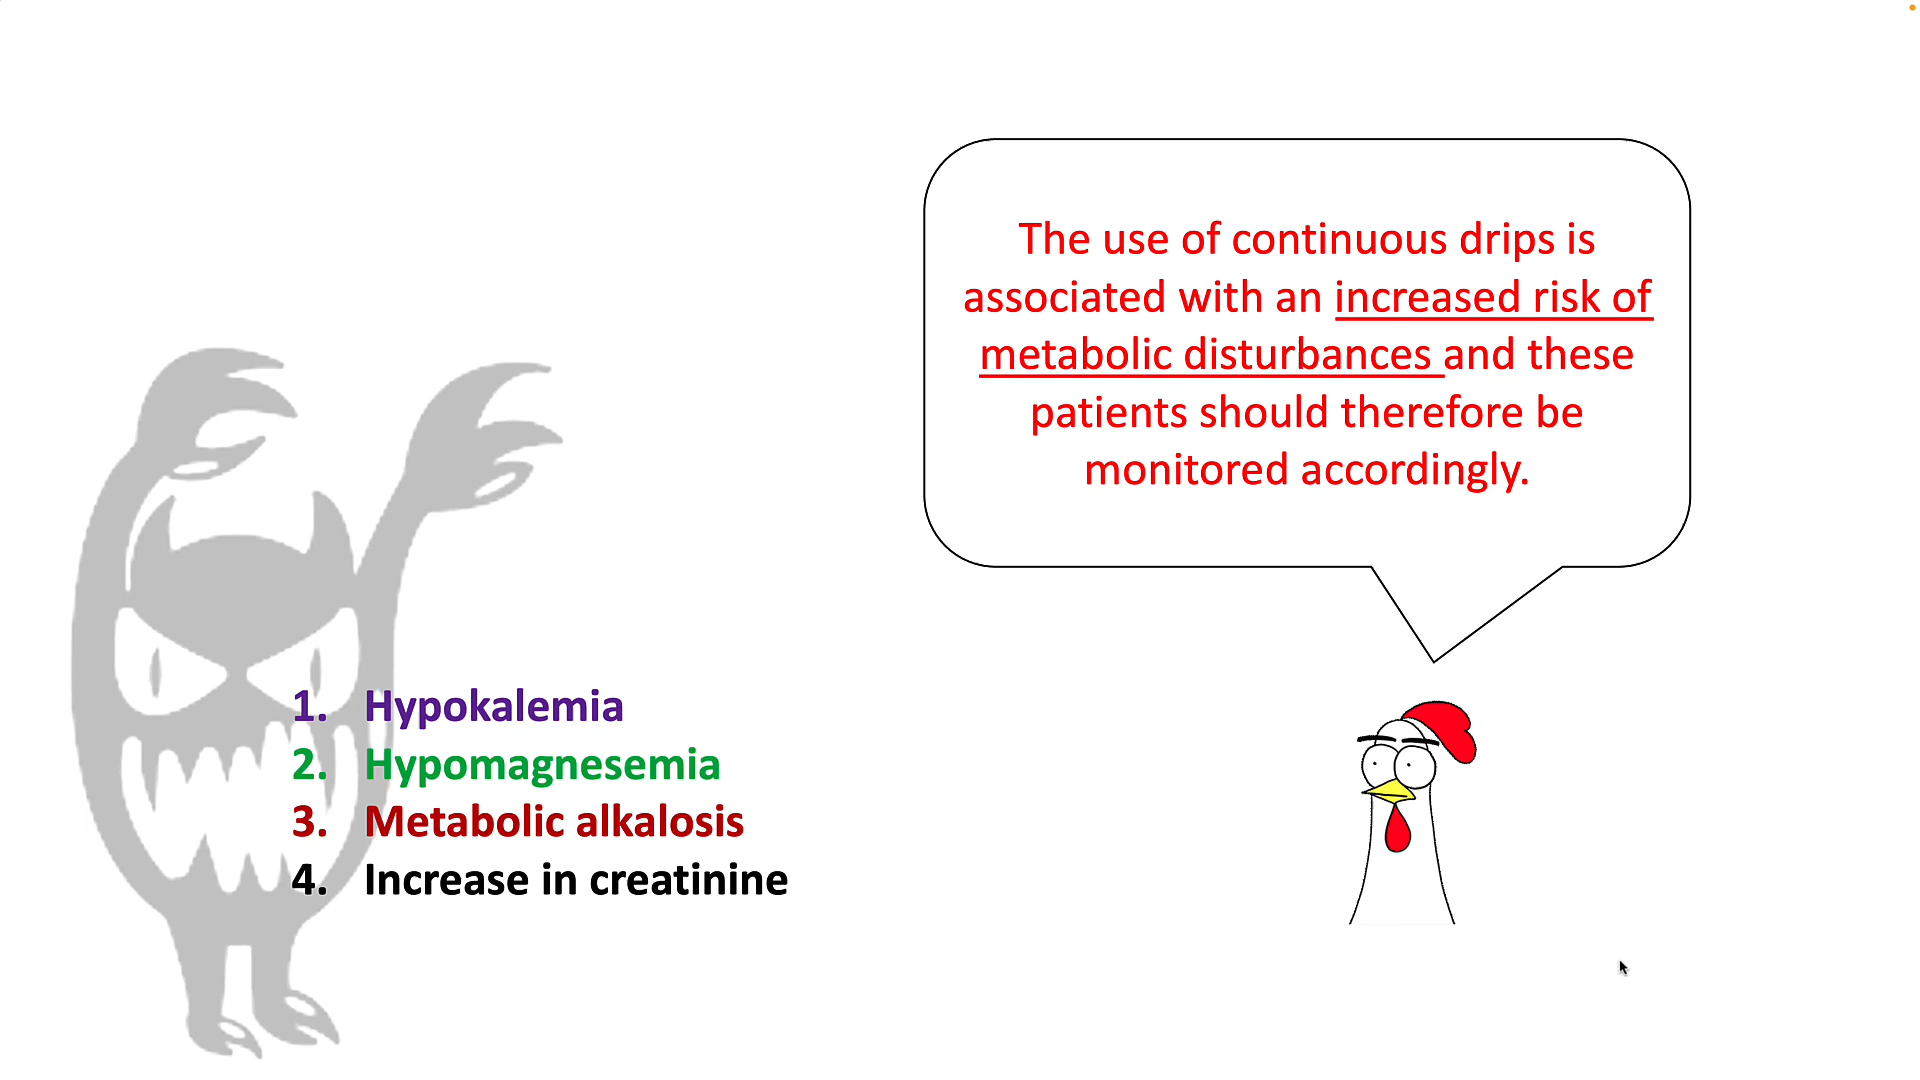 The use of continuous drips is
associated with an increased risk of
metabolic disturbances and these
patients should therefore be
monitored accordingly.
1. Hypokalemia
2. Hypomagnesemia
3. Metabolic alkalosis
4. Increase in creatinine